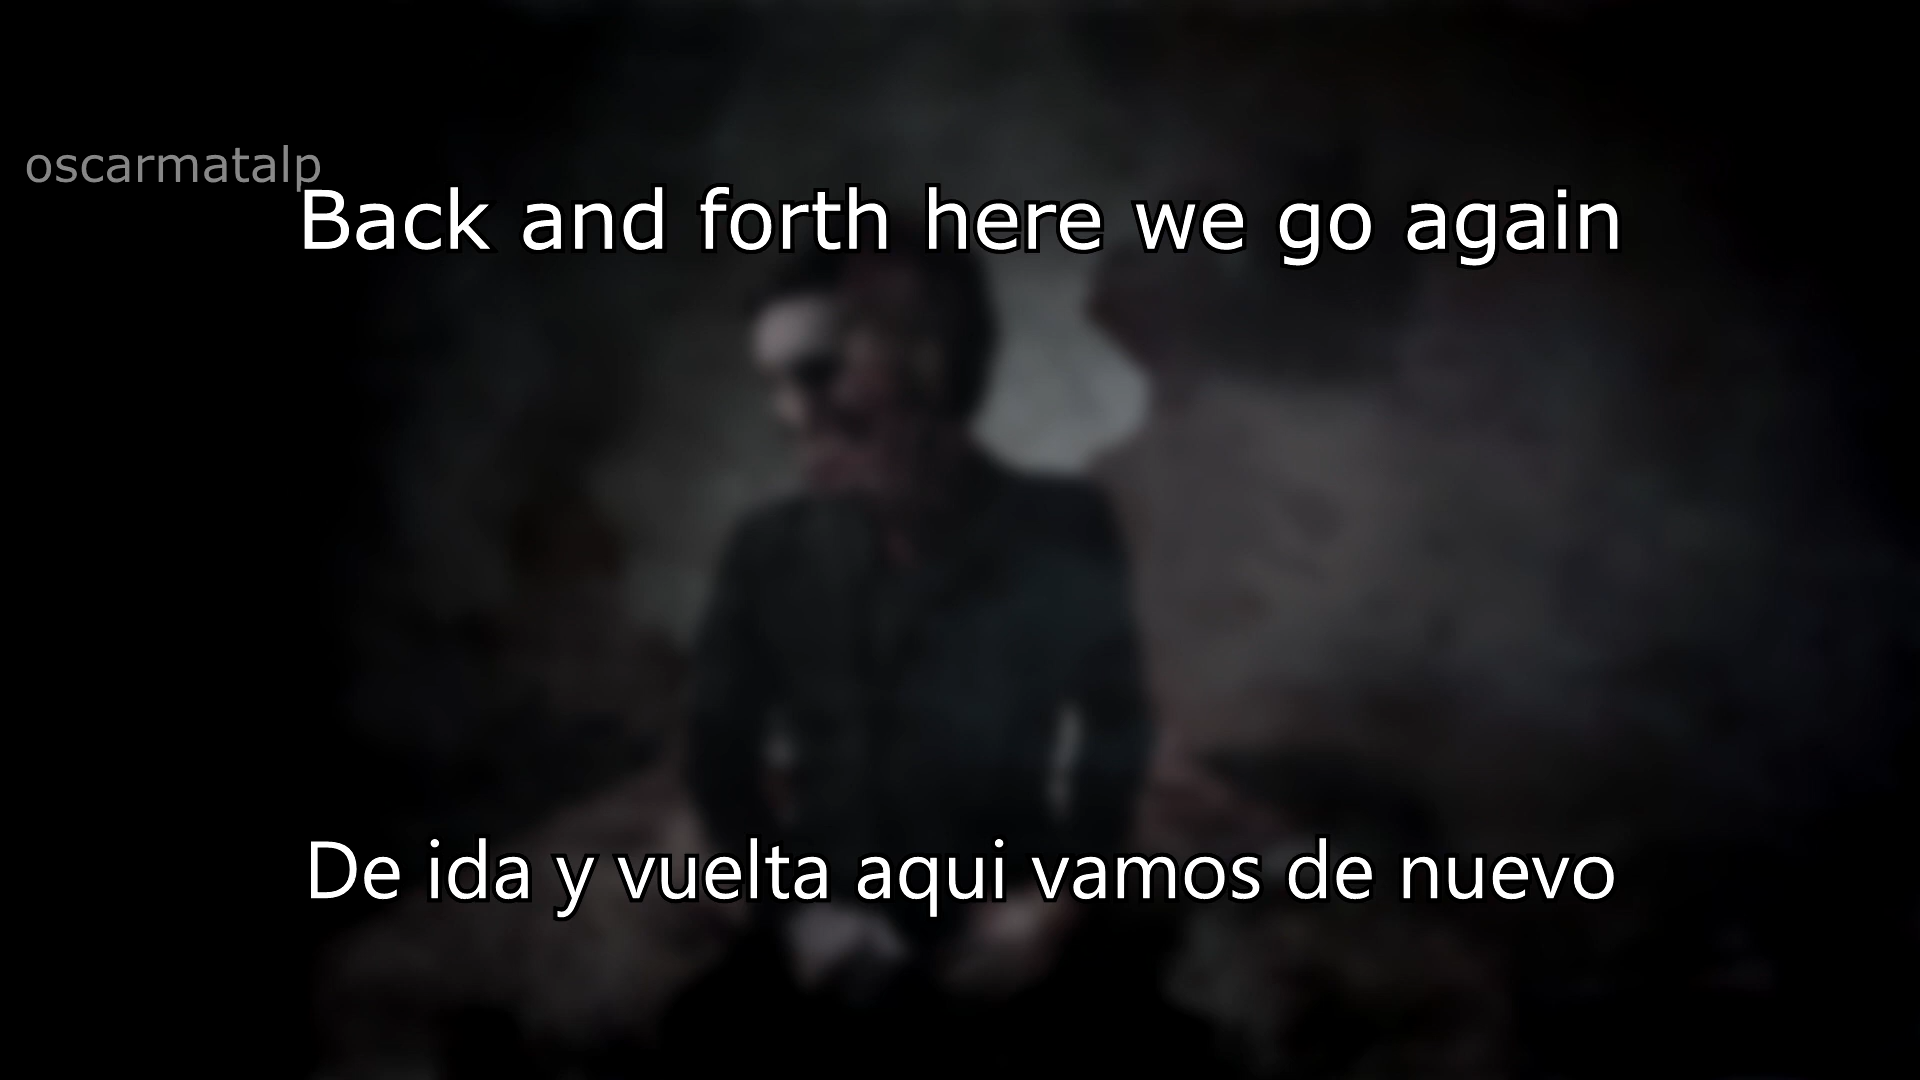 oscarmatalp
Back and forth here we go again
De ida y vuelta aqui vamos de nuevo